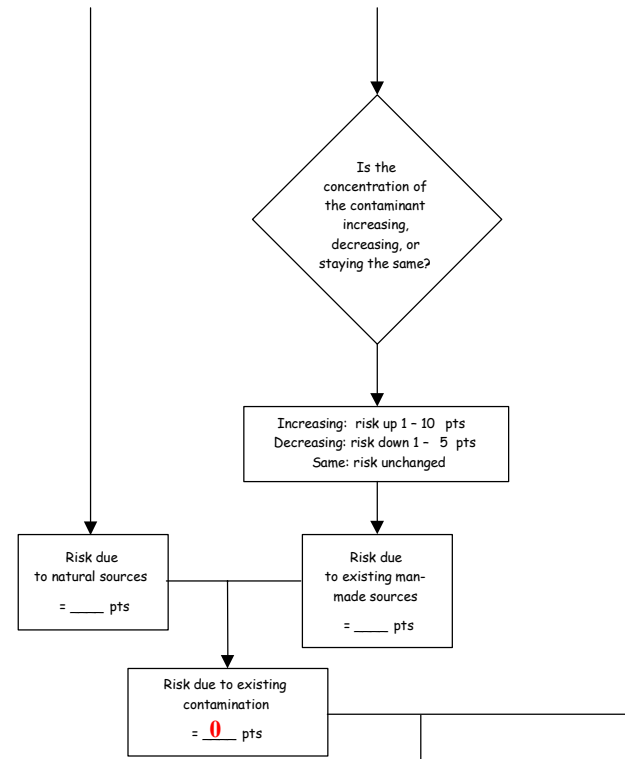 Is the
concentration of
the contaminant
increasing,
decreasing, or
staying the same?
Increasing:  risk up 1 – 10  pts
Decreasing: risk down 1 –  5  pts
Same: risk unchanged
Risk due
to natural sources
= ____ pts
Risk due
to existing man-
made sources
= ____ pts
Risk due to existing
contamination
= _0_ pts